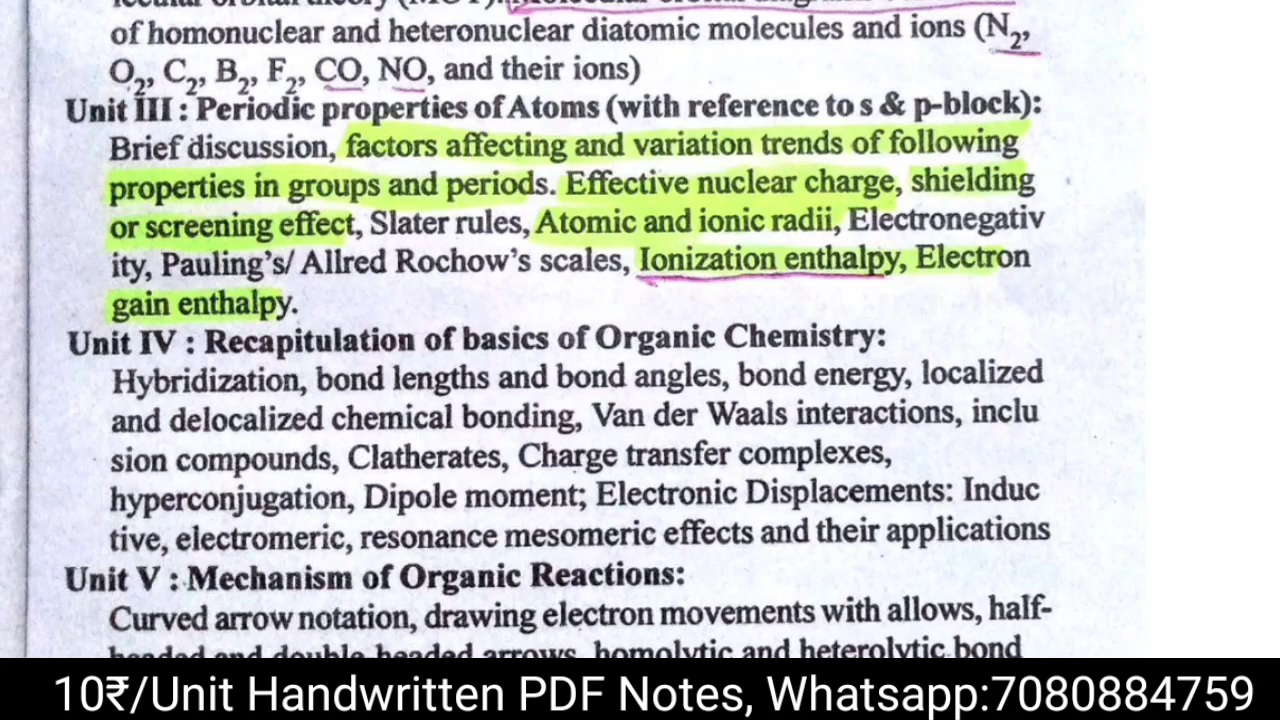 of homonuclear and heteronuclear diatomic molecules and ions (N₂,
O₂, C₂, B₂, F₂, CO, NO, and their ions)
Unit III : Periodic properties of Atoms (with reference to s & p-block):
Brief discussion, factors affecting and variation trends of following
properties in groups and periods. Effective nuclear charge, shielding
or screening effect, Slater rules, Atomic and ionic radii, Electronegativ
ity, Pauling's/ Allred Rochow's scales, Ionization enthalpy, Electron
gain enthalpy.
Unit IV : Recapitulation of basics of Organic Chemistry:
Hybridization, bond lengths and bond angles, bond energy, localized
and delocalized chemical bonding, Van der Waals interactions, inclu
sion compounds, Clatherates, Charge transfer complexes,
hyperconjugation, Dipole moment; Electronic Displacements: Induc
tive, electromeric, resonance mesomeric effects and their applications
Unit V : Mechanism of Organic Reactions:
Curved arrow notation, drawing electron movements with allows, half-
headed and double-headed arrows, homolytic and heterolytic bond
10₹/Unit Handwritten PDF Notes, Whatsapp:7080884759